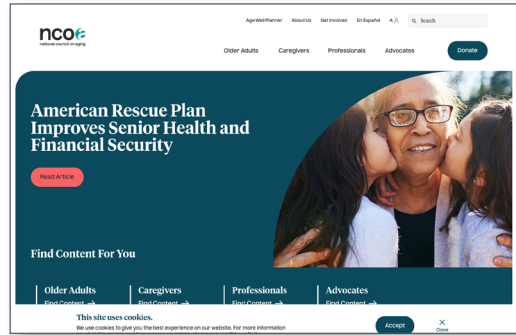 Age Well Planner About Us Get Involved En Español A A Search
ncoa
national council on aging
Older Adults Caregivers Professionals Advocates Donate
American Rescue Plan
Improves Senior Health and
Financial Security
Read Article
Find Content For You
Older Adults Caregivers Professionals Advocates
Find Content → Find Content → Find Content → Find Content →
This site uses cookies.
We use cookies to give you the best experience on our website. For more information
Accept
Close